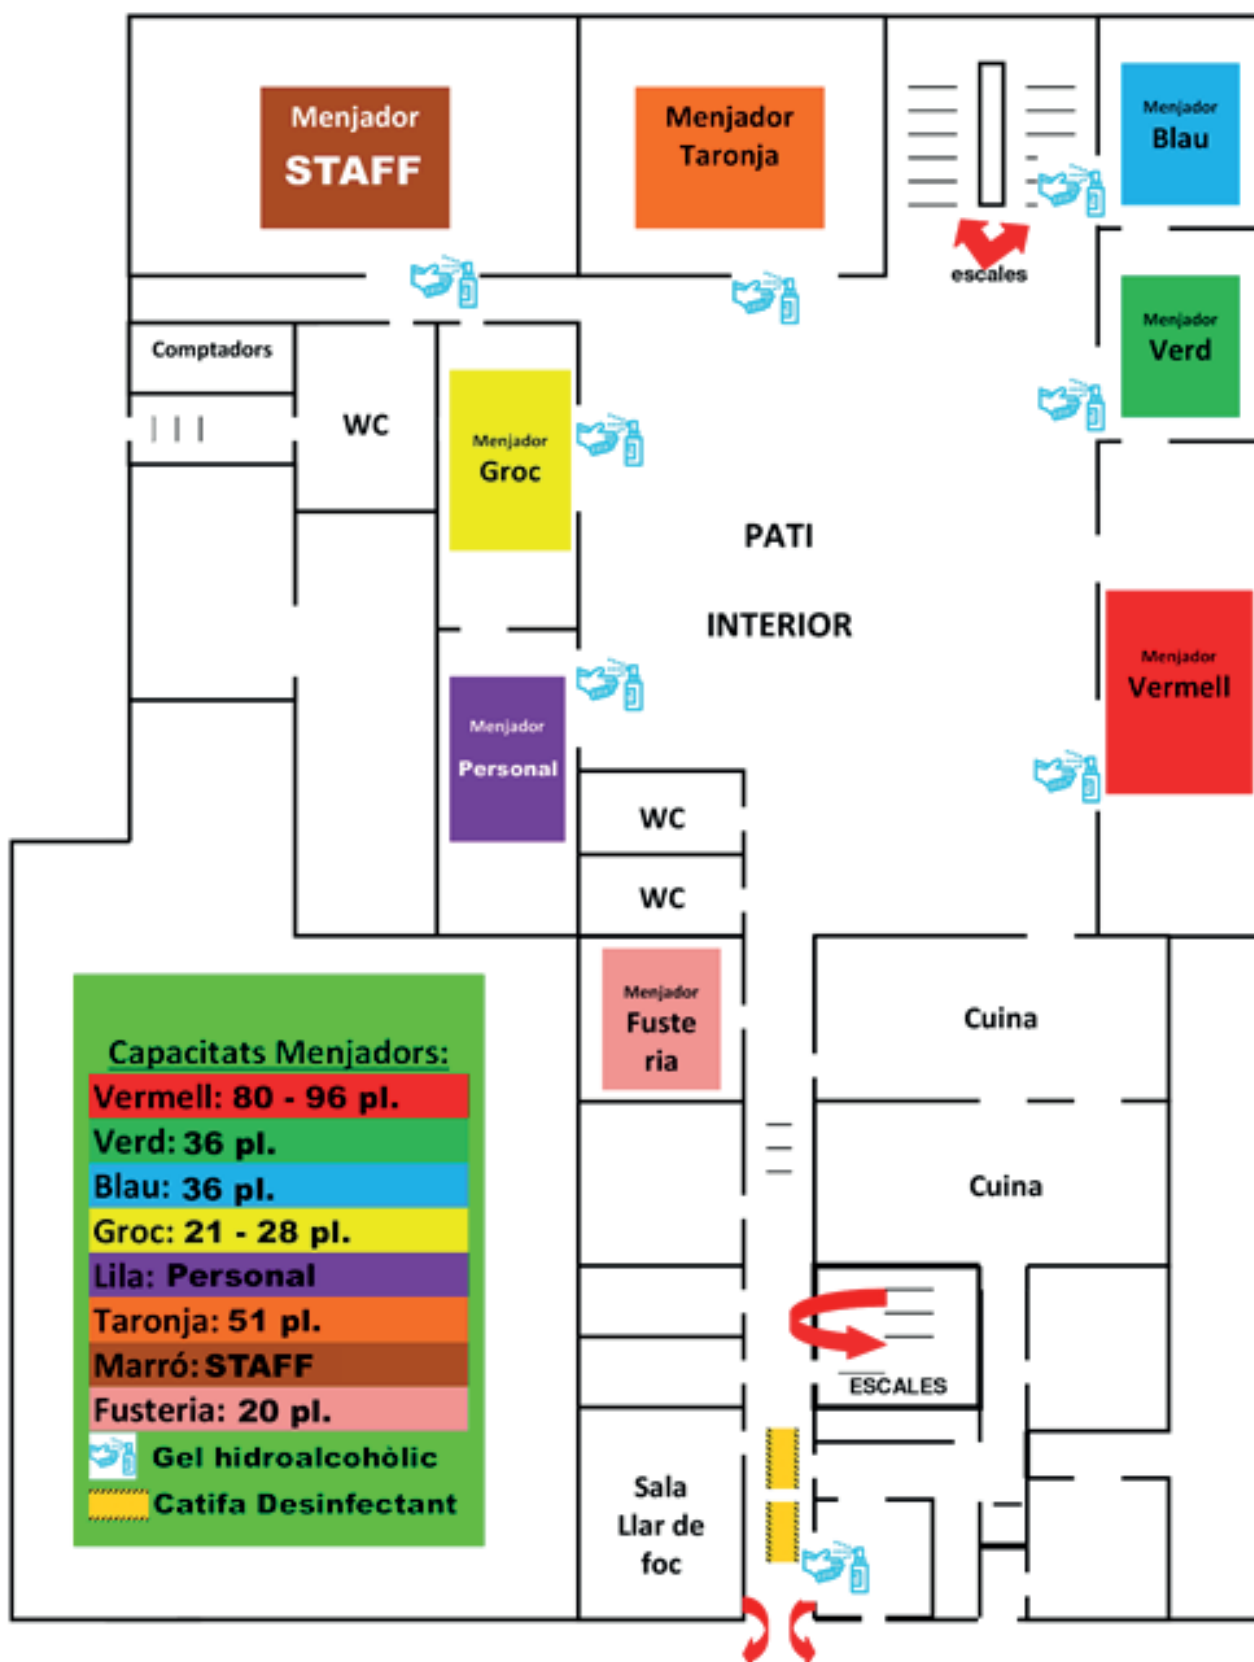 Menjador
STAFF
Menjador
Taronja
Menjador
Blau
escales
Menjador
Verd
Comptadors
WC
Menjador
Groc
PATI
INTERIOR
Menjador
Vermell
Menjador
Personal
WC
WC
Menjador
Fuste
ria
Cuina
Cuina
ESCALES
Sala
Llar de
foc
Capacitats Menjadors:
Vermell: 80 - 96 pl.
Verd: 36 pl.
Blau: 36 pl.
Groc: 21 - 28 pl.
Lila: Personal
Taronja: 51 pl.
Marró: STAFF
Fusteria: 20 pl.
Gel hidroalcohòlic
Catifa Desinfectant